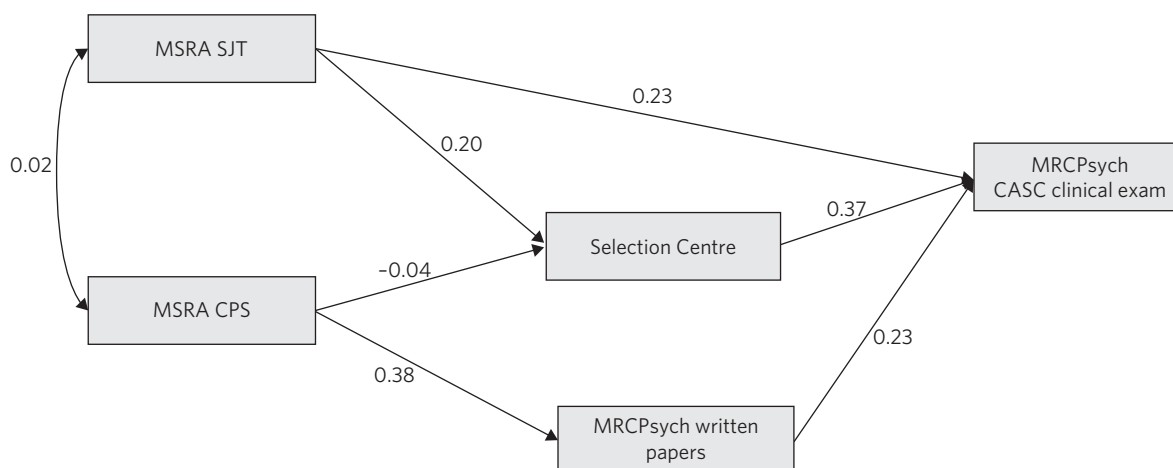 MSRA SJT
0.23
0.20
0.02
MRCPsych
CASC clinical exam
0.37
Selection Centre
-0.04
MSRA CPS
0.23
0.38
MRCPsych written
papers